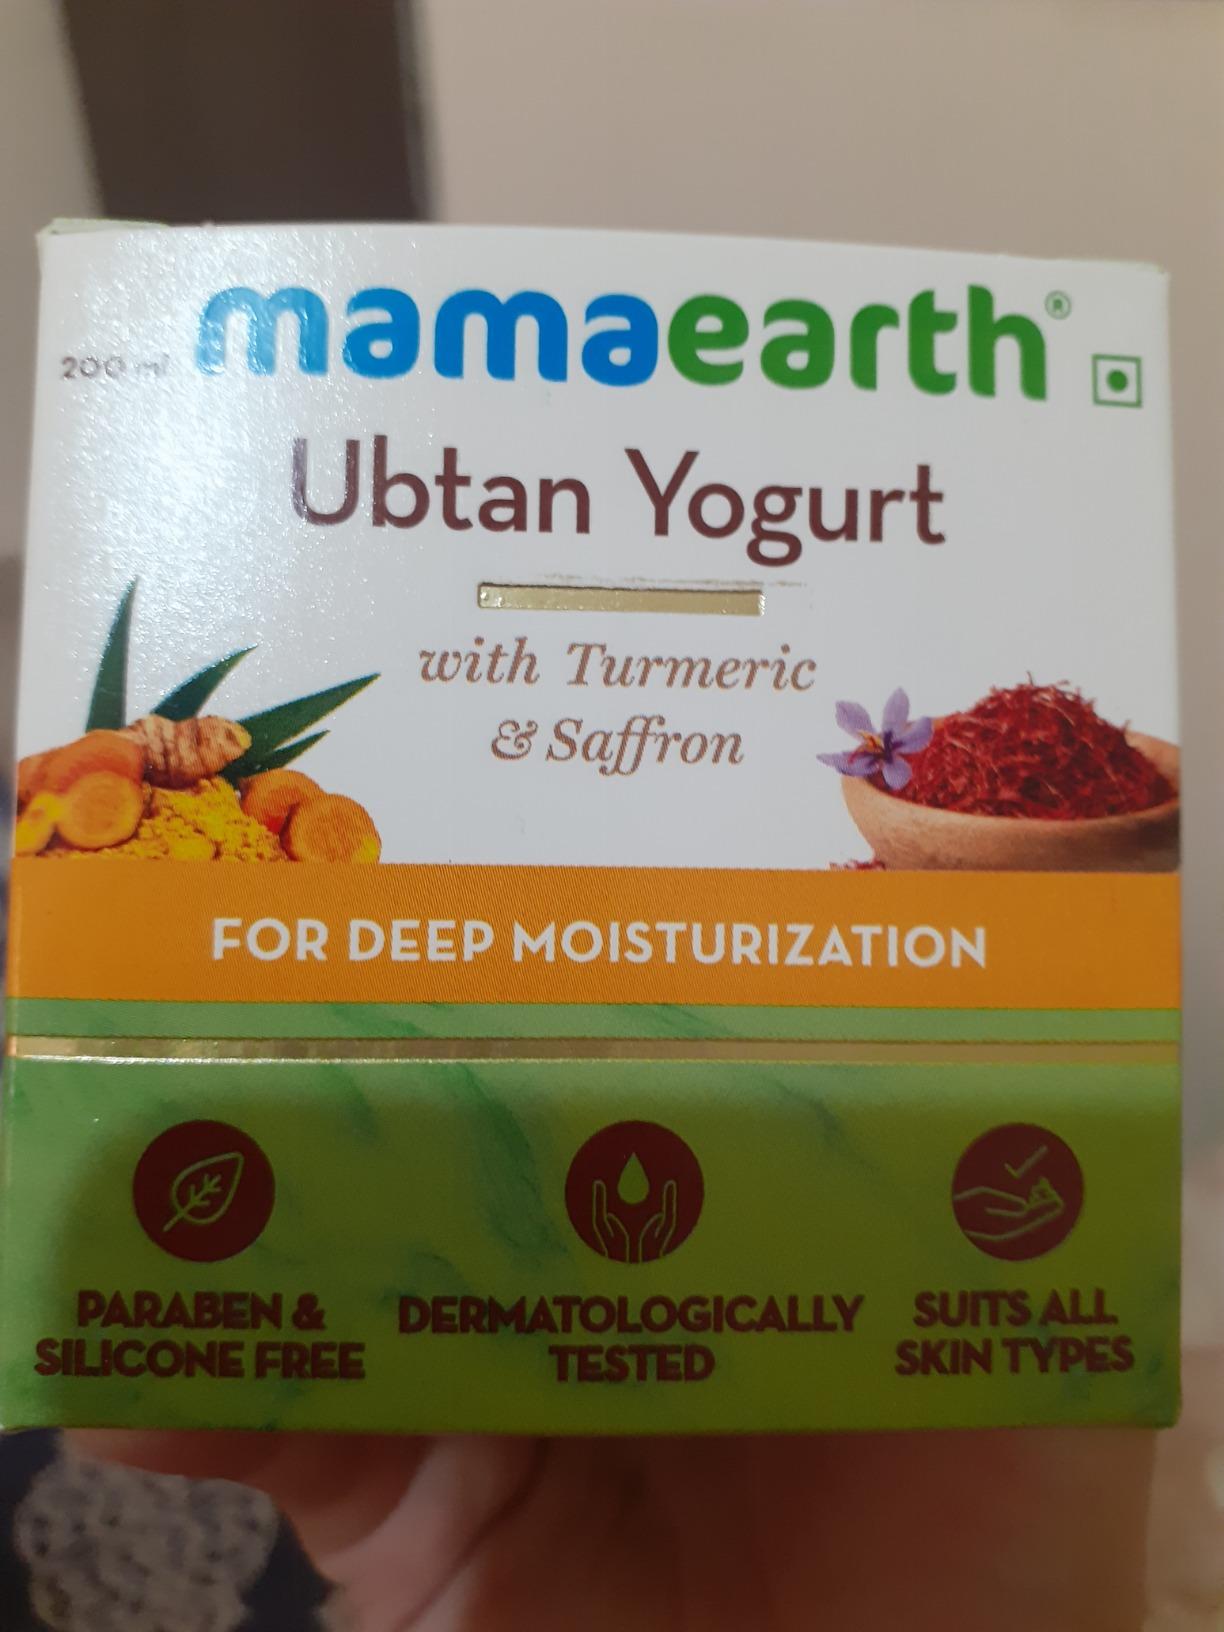 mamaearth®
200 ml
Ubtan Yogurt
with Turmeric
& Saffron
FOR DEEP MOISTURIZATION
PARABEN &
SILICONE FREE
DERMATOLOGICALLY
TESTED
SUITS ALL
SKIN TYPES